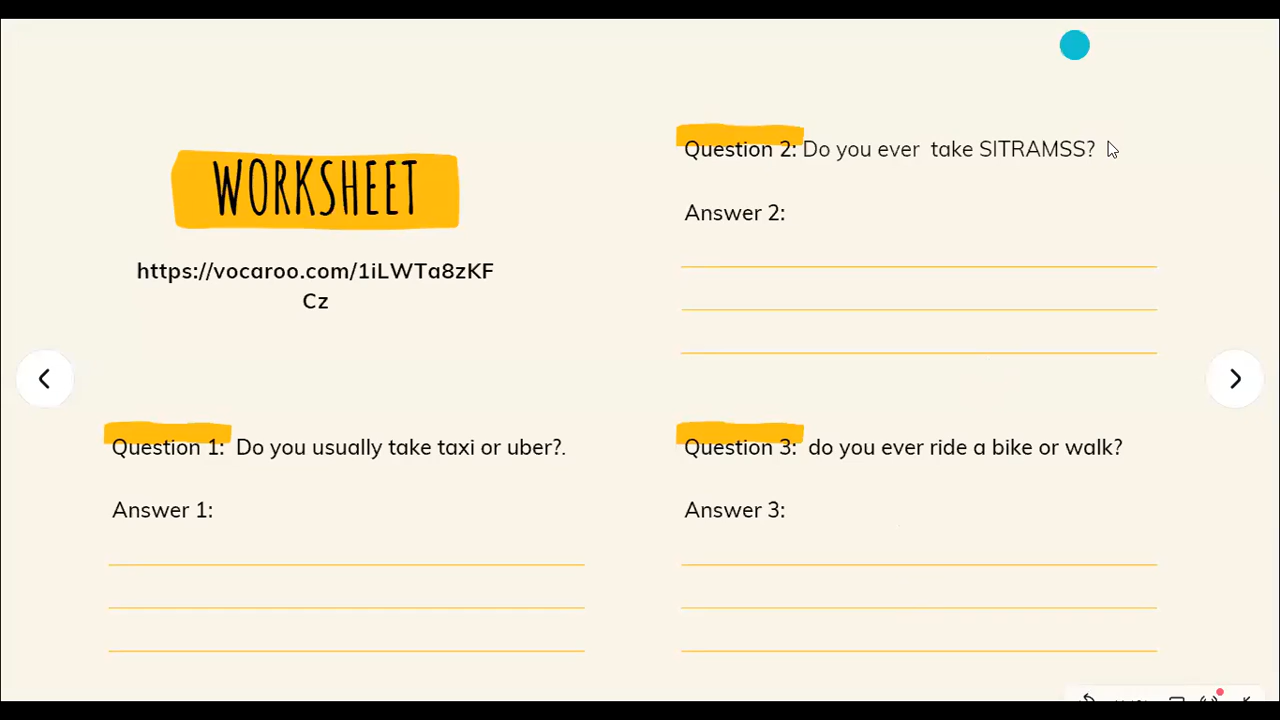 WORKSHEET
https://vocaroo.com/1iLWTa8zKF
Cz
Question 1: Do you usually take taxi or uber?.
Answer 1:
Question 2: Do you ever take SITRAMSS?
Answer 2:
Question 3: do you ever ride a bike or walk?
Answer 3: